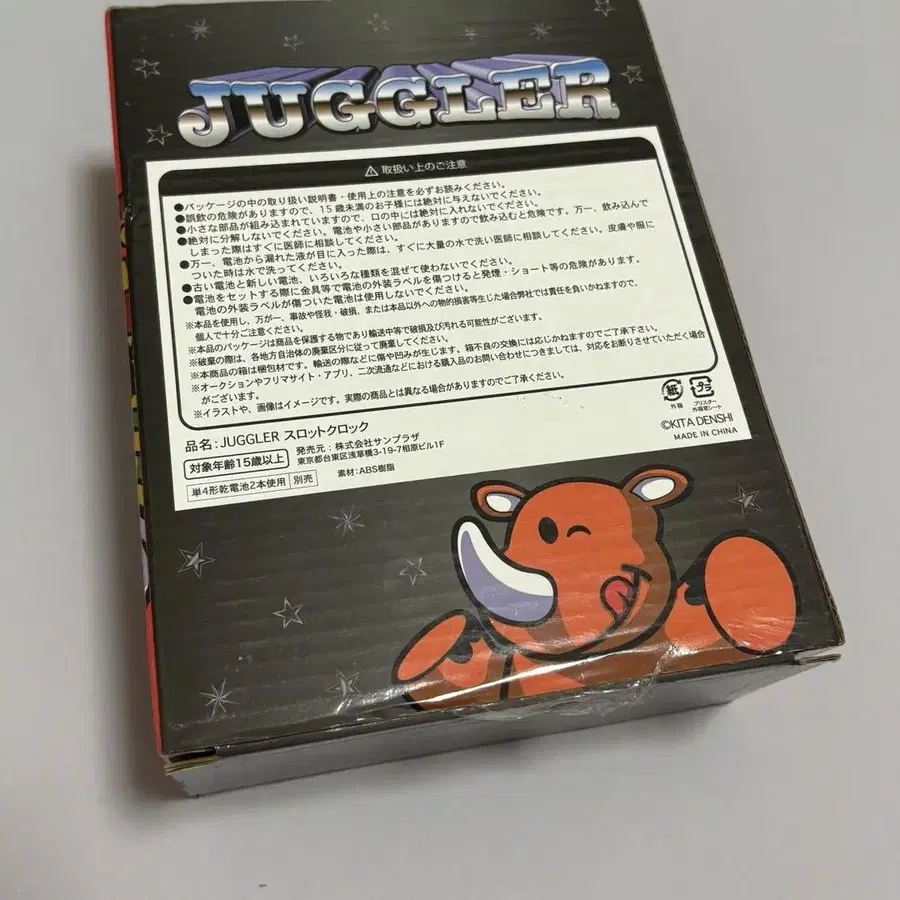 JUGGLER
⚠ 取扱い上のご注意
●パッケージの中の取り扱い説明書・使用上の注意を必ずお読みください。
●誤飲の危険がありますので、15歳未満のお子様には絶対に与えないでください。
●小さな部品が組み込まれていますので、口の中には絶対に入れないでください。
●絶対に分解しないでください。電池や小さい部品がありますので飲み込むと危険です。万一、飲み込んで
しまった際はすぐに医師に相談してください。
●万一、電池から漏れた液が目に入った際は、すぐに大量の水で洗い医師に相談してください。皮膚や服に
ついた時は水で洗ってください。
●古い電池と新しい電池、いろいろな種類を混ぜて使わないでください。
●電池をセットする際に金具等で電池の外装ラベルを傷つけると発煙・ショート等の危険があります。
電池の外装ラベルが傷ついた電池は使用しないでください。
※本品を使用し、万が一、事故や怪我・破損、または本品以外への物的損害等生じた場合弊社では責任を負いかねますので、
個人で十分ご注意ください。
※本品のパッケージは商品を保護する物であり輸送中等で破損及び汚れる可能性がございます。
※破棄の際は、各地方自治体の廃棄区分に従って廃棄してください。
※本商品の箱は梱包材です。輸送の際などに傷や凹みが生じます。箱不良の交換には応じかねますのでご了承ください。
※オークションやフリマサイト・アプリ、二次流通などにおける購入品のお問い合わせにつきましては、対応をお断りさせていただく場合
がございます。
※イラストや、画像はイメージです。実際の商品とは異なる場合がありますのでご了承ください。
紙
外箱
プラ
ブリスター
外箱窓シート
品名:JUGGLER スロットクロック
©KITA DENSHI
MADE IN CHINA
対象年齢15歳以上
発売元:株式会社サンプラザ
東京都台東区浅草橋3-19-7相原ビル1F
単4形乾電池2本使用 別売
素材:ABS樹脂